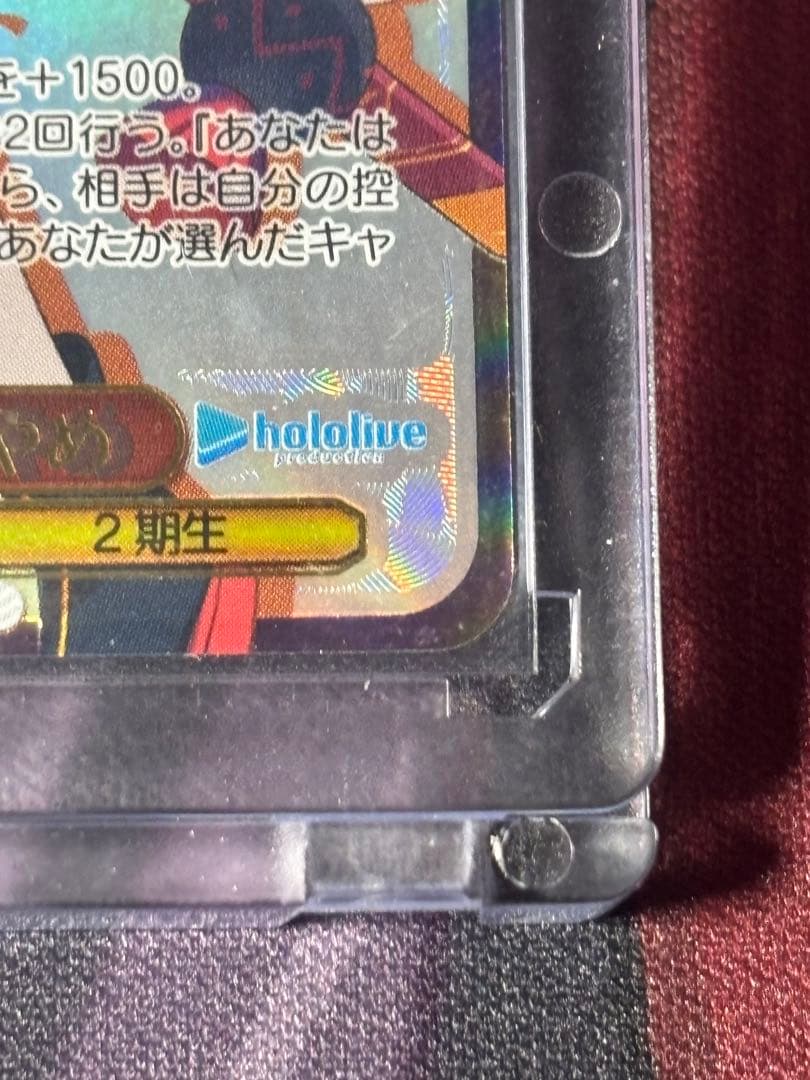 を+1500。
2回行う。『あなたは
ら、相手は自分の控
あなたが選んだキャ
hololive
production
やめ
2期生